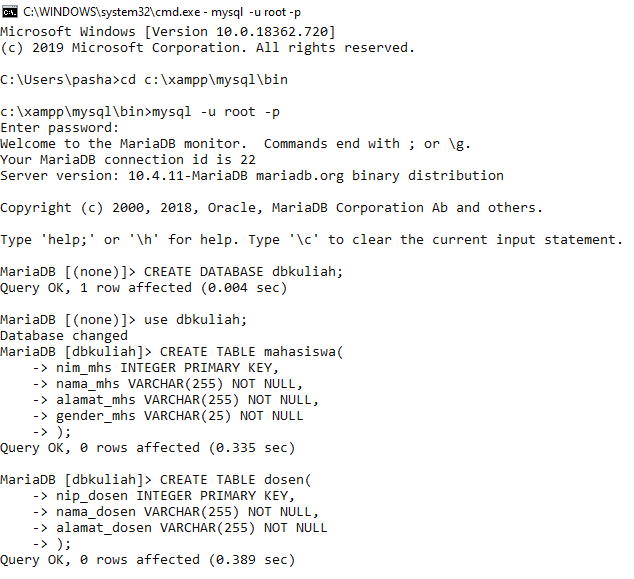 C:\WINDOWS\system32\cmd.exe - mysql -u root -p
Microsoft Windows [Version 10.0.18362.720]
(c) 2019 Microsoft Corporation. All rights reserved.
C:\Users\pasha>cd c:\xampp\mysql\bin
c:\xampp\mysql\bin>mysql -u root -p
Enter password:
Welcome to the MariaDB monitor.  Commands end with ; or \g.
Your MariaDB connection id is 22
Server version: 10.4.11-MariaDB mariadb.org binary distribution
Copyright (c) 2000, 2018, Oracle, MariaDB Corporation Ab and others.
Type 'help;' or '\h' for help. Type '\c' to clear the current input statement.
MariaDB [(none)]> CREATE DATABASE dbkuliah;
Query OK, 1 row affected (0.004 sec)
MariaDB [(none)]> use dbkuliah;
Database changed
MariaDB [dbkuliah]> CREATE TABLE mahasiswa(
    -> nim_mhs INTEGER PRIMARY KEY,
    -> nama_mhs VARCHAR(255) NOT NULL,
    -> alamat_mhs VARCHAR(255) NOT NULL,
    -> gender_mhs VARCHAR(25) NOT NULL
    -> );
Query OK, 0 rows affected (0.335 sec)
MariaDB [dbkuliah]> CREATE TABLE dosen(
    -> nip_dosen INTEGER PRIMARY KEY,
    -> nama_dosen VARCHAR(255) NOT NULL,
    -> alamat_dosen VARCHAR(255) NOT NULL
    -> );
Query OK, 0 rows affected (0.389 sec)